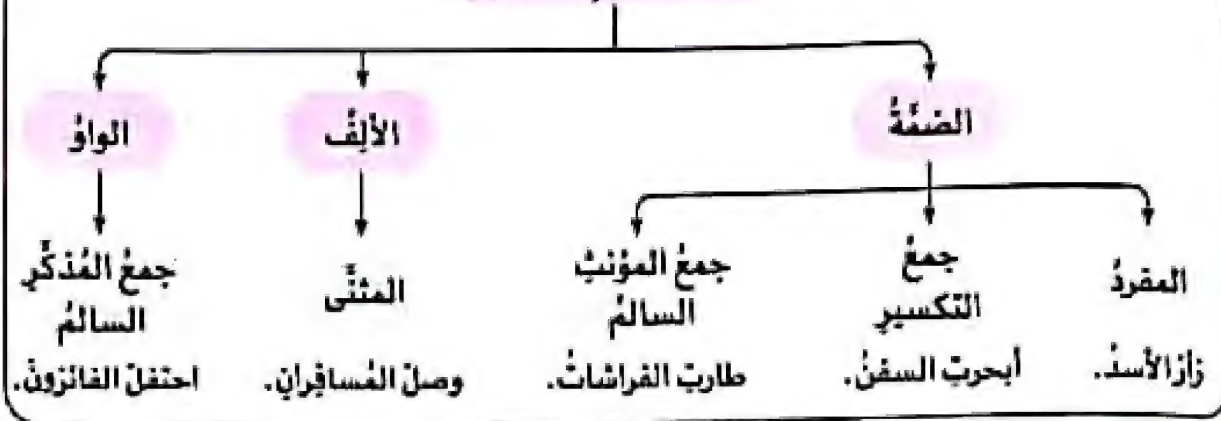 الضمَّةُ
الألِفُ
الواوُ
المفردُ
زأرَ الأسدُ.
جمعُ
التكسيرِ
أبحرتِ السفنُ.
جمعُ المؤنثِ
السالمُ
طارتِ الفراشاتُ.
المثنَّى
وصلَ المُسافِرانِ.
جمعُ المُذكَّرِ
السالمُ
احتفلَ الفائزونَ.